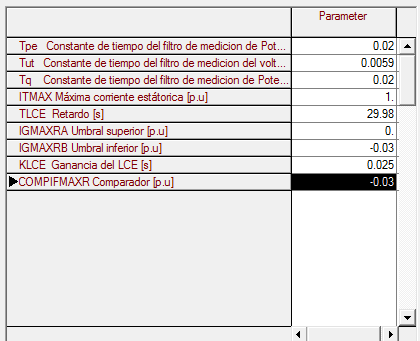 Parameter
Tpe Constante de tiempo del filtro de medicion de Pot... 0.02
Tut Constante de tiempo del filtro de medicion del volt... 0.0059
Tq Constante de tiempo del filtro de medicion de Pote... 0.02
ITMAX Máxima corriente estátorica [p.u] 1.
TLCE Retardo [s] 29.98
IGMAXRA Umbral superior [p.u] 0.
IGMAXRB Umbral inferior [p.u] -0.03
KLCE Ganancia del LCE [s] 0.025
COMPIFMAXR Comparador [p.u] -0.03